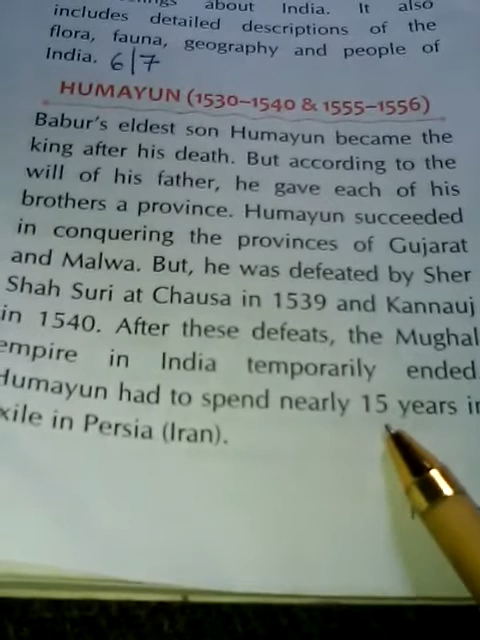 about India. It also
includes detailed descriptions of the
flora, fauna, geography and people of
India. 6/7
HUMAYUN (1530–1540 & 1555–1556)
Babur's eldest son Humayun became the
king after his death. But according to the
will of his father, he gave each of his
brothers a province. Humayun succeeded
in conquering the provinces of Gujarat
and Malwa. But, he was defeated by Sher
Shah Suri at Chausa in 1539 and Kannauj
in 1540. After these defeats, the Mughal
empire in India temporarily ended.
Humayun had to spend nearly 15 years in
xile in Persia (Iran).